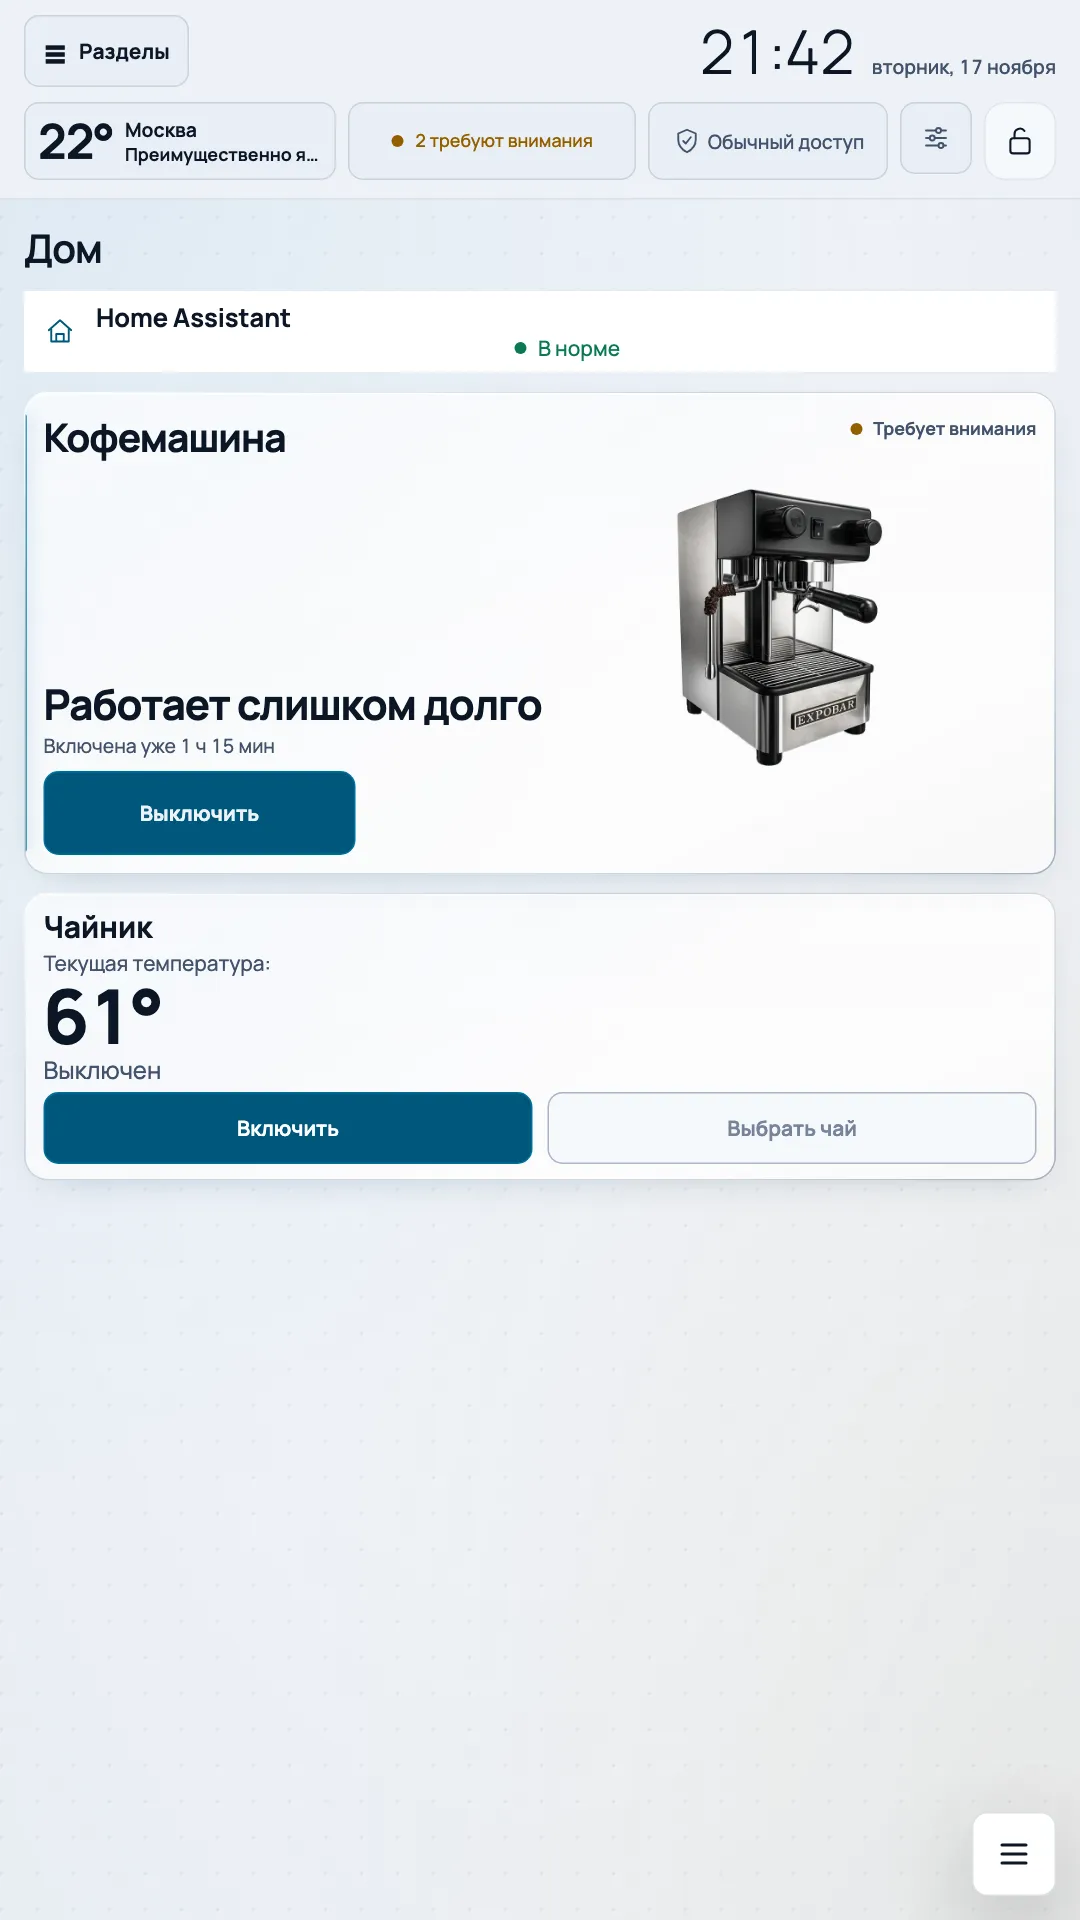 Разделы
21:42 вторник, 17 ноября
22° Москва
Преимущественно я...
2 требуют внимания
Обычный доступ
Дом
Home Assistant
В норме
Кофемашина
Требует внимания
EXPOBAR
Работает слишком долго
Включена уже 1 ч 15 мин
Выключить
Чайник
Текущая температура:
61°
Выключен
Включить
Выбрать чай